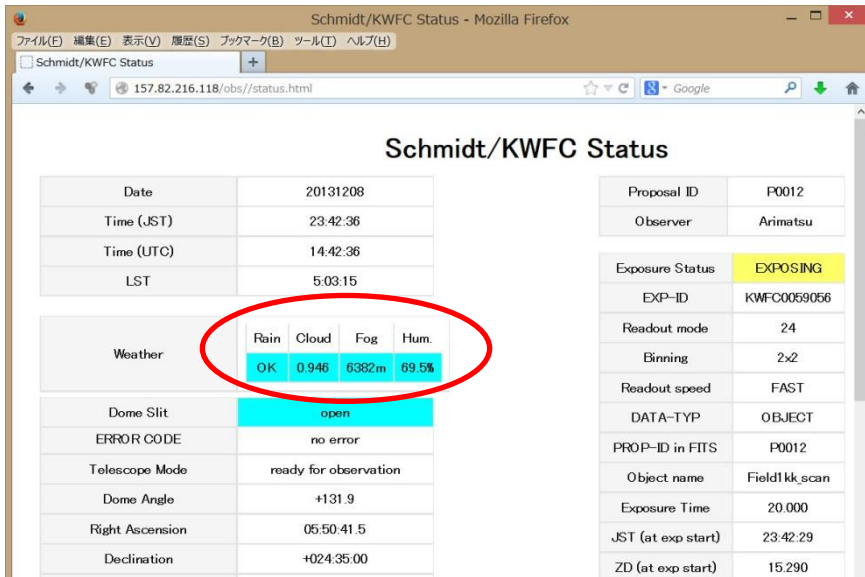 Schmidt/KWFC Status - Mozilla Firefox
ファイル(F) 編集(E) 表示(V) 履歴(S) ブックマーク(B) ツール(T) ヘルプ(H)
Schmidt/KWFC Status
157.82.216.118/obs//status.html
Google
Schmidt/KWFC Status
Date 20131208
Time (JST) 23:42:36
Time (UTC) 14:42:36
LST 5:03:15
Weather
Rain Cloud Fog Hum.
OK 0.946 6382m 69.5%
Dome Slit open
ERROR CODE no error
Telescope Mode ready for observation
Dome Angle +131.9
Right Ascension 05:50:41.5
Declination +024:35:00
Proposal ID P0012
Observer Arimatsu
Exposure Status EXPOSING
EXP-ID KWFC0059056
Readout mode 24
Binning 2x2
Readout speed FAST
DATA-TYP OBJECT
PROP-ID in FITS P0012
Object name Field1kk_scan
Exposure Time 20.000
JST (at exp start) 23:42:29
ZD (at exp start) 15.290